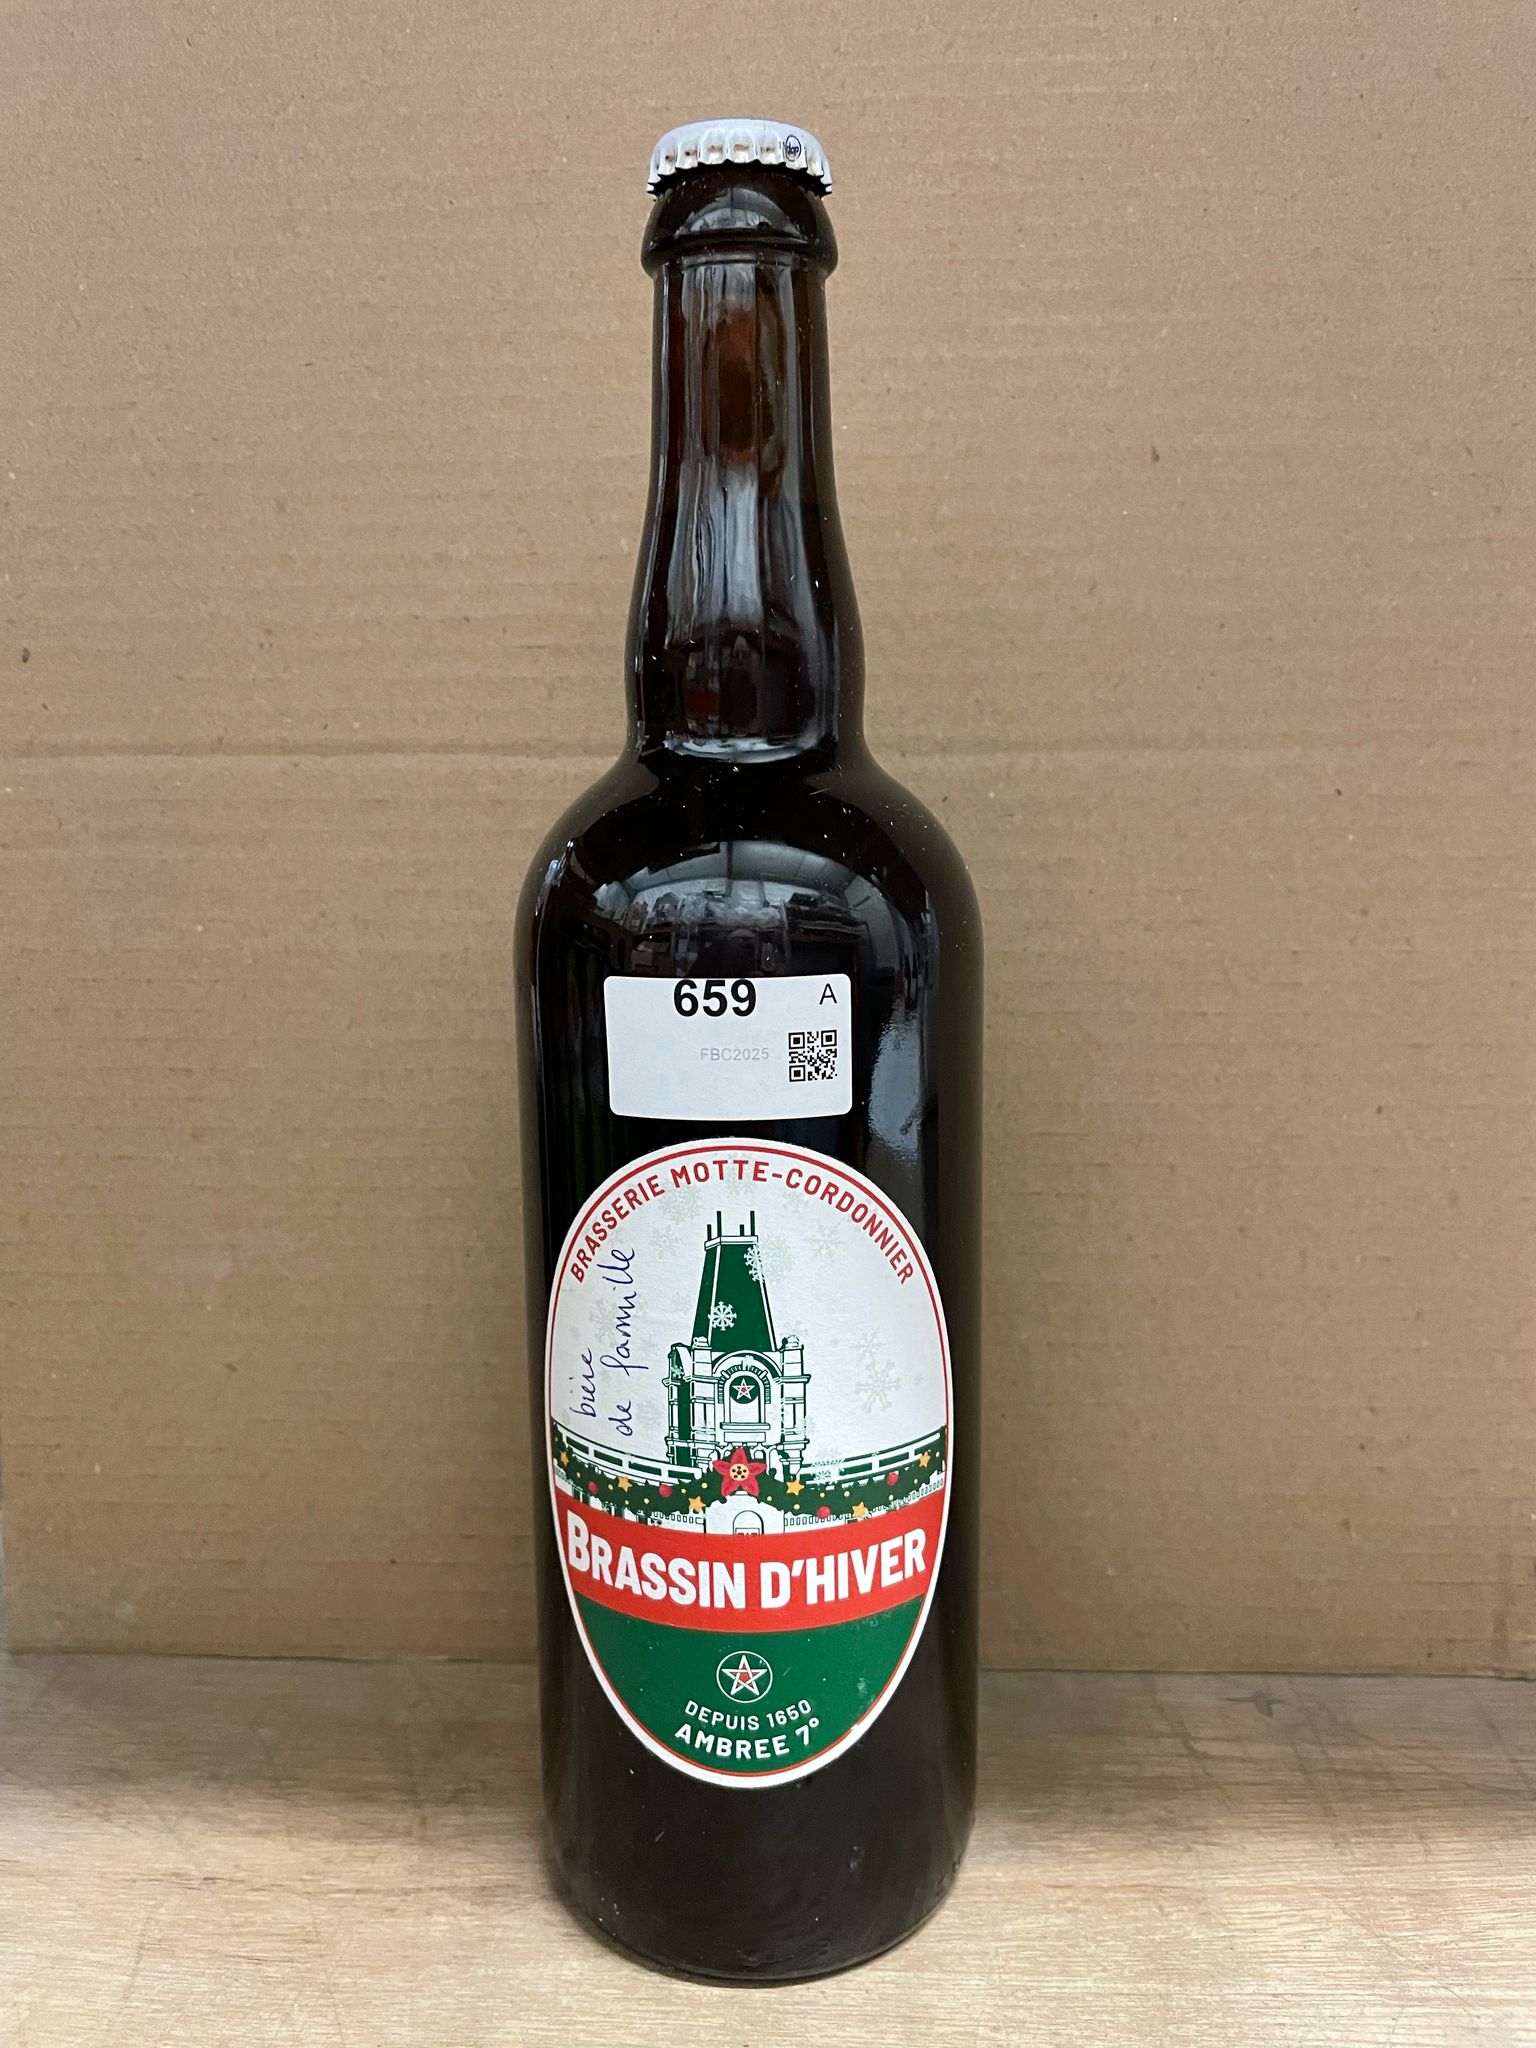 659 A
FBC2025
BRASSERIE MOTTE-CORDONNIER
bière
de famille
BRASSIN D'HIVER
DEPUIS 1650
AMBREE 7°